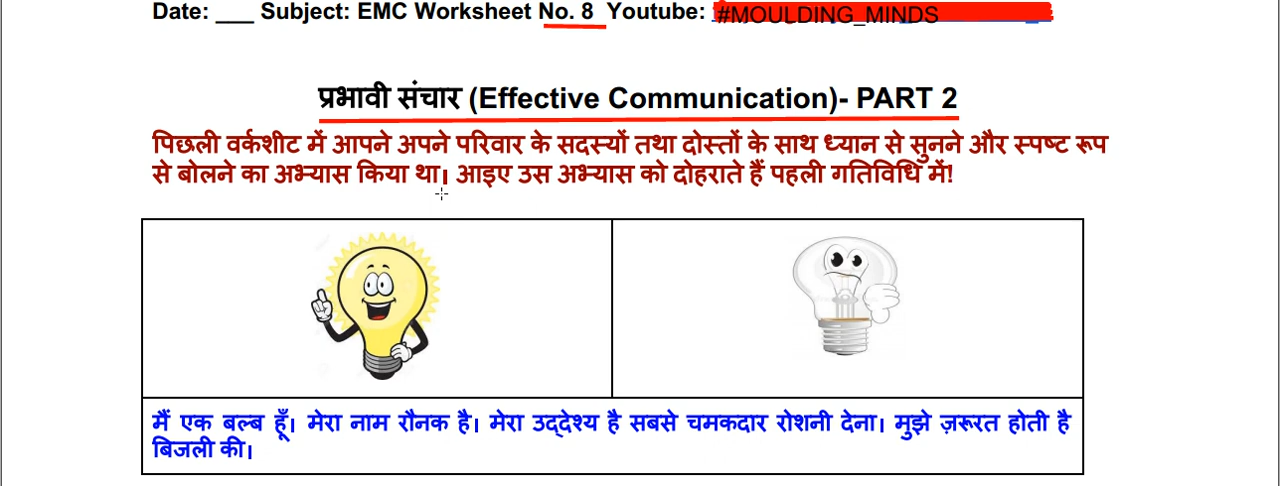 Date: ___ Subject: EMC Worksheet No. 8 Youtube: #MOULDING_MINDS
प्रभावी संचार (Effective Communication)- PART 2
पिछली वर्कशीट में आपने अपने परिवार के सदस्यों तथा दोस्तों के साथ ध्यान से सुनने और स्पष्ट रूप
से बोलने का अभ्यास किया था। आइए उस अभ्यास को दोहराते हैं पहली गतिविधि में!
मैं एक बल्ब हूँ। मेरा नाम रौनक है। मेरा उद्देश्य है सबसे चमकदार रोशनी देना। मुझे ज़रूरत होती है
बिजली की।